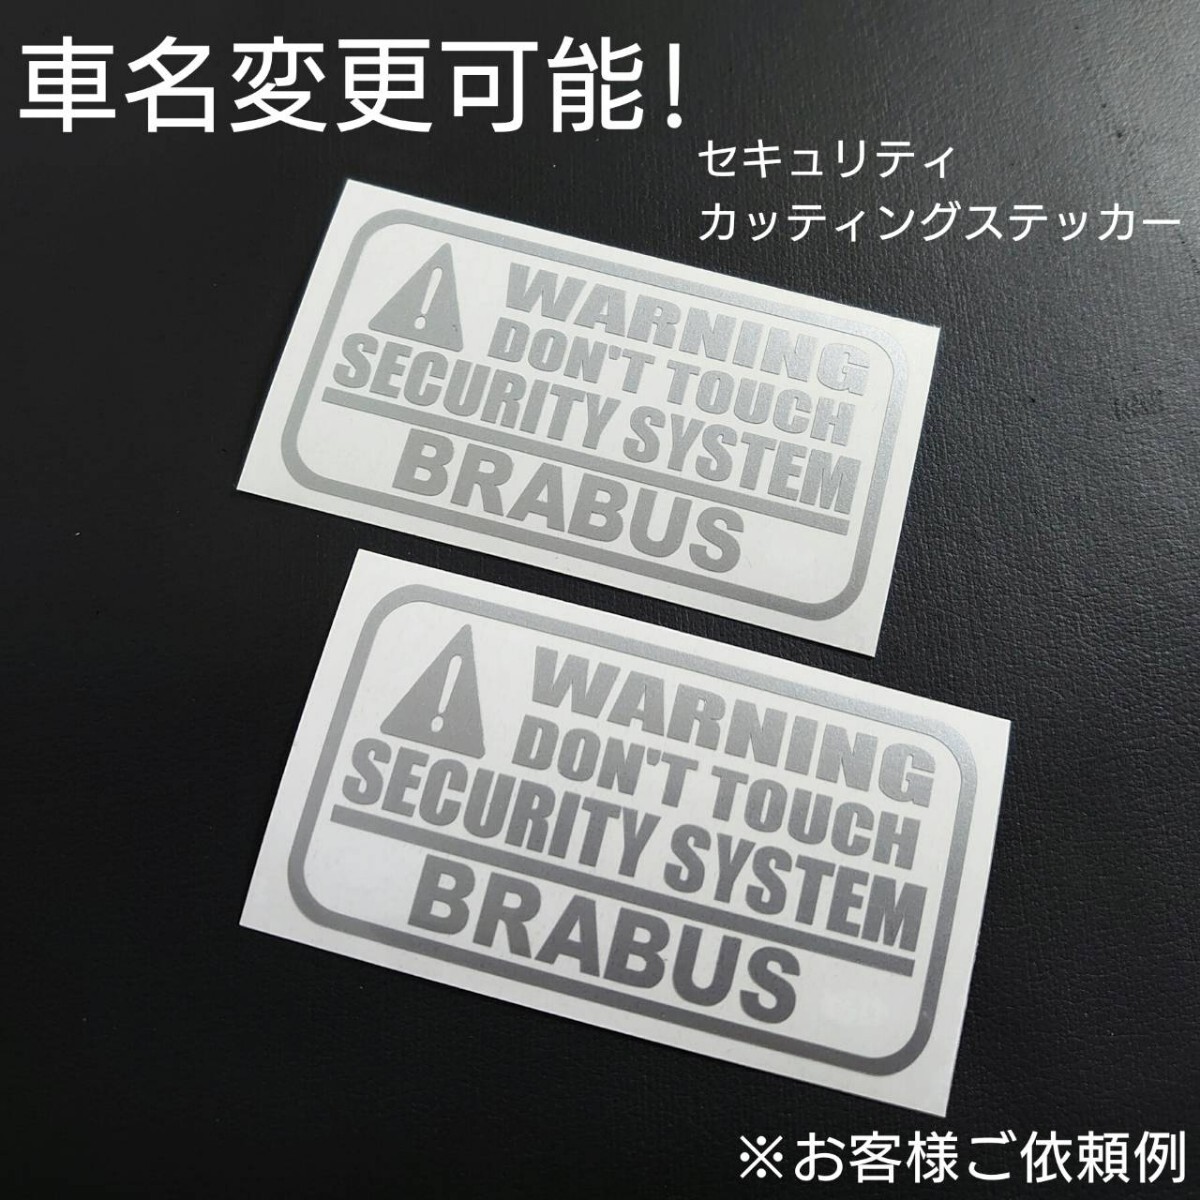 車名変更可能!
セキュリティ
カッティングステッカー
WARNING
DON'T TOUCH
SECURITY SYSTEM
BRABUS
WARNING
DON'T TOUCH
SECURITY SYSTEM
BRABUS
※お客様ご依頼例